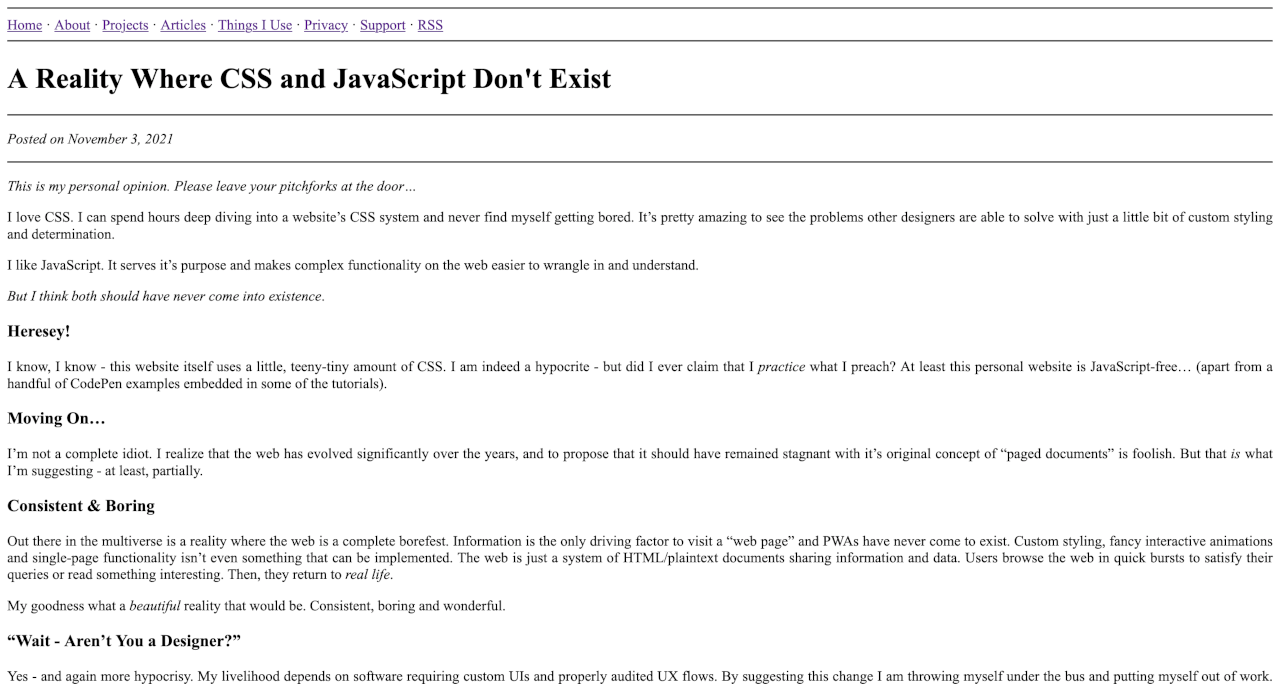 Home · About · Projects · Articles · Things I Use · Privacy · Support · RSS
A Reality Where CSS and JavaScript Don't Exist
Posted on November 3, 2021
This is my personal opinion. Please leave your pitchforks at the door…
I love CSS. I can spend hours deep diving into a website’s CSS system and never find myself getting bored. It’s pretty amazing to see the problems other designers are able to solve with just a little bit of custom styling
and determination.
I like JavaScript. It serves it’s purpose and makes complex functionality on the web easier to wrangle in and understand.
But I think both should have never come into existence.
Heresey!
I know, I know - this website itself uses a little, teeny-tiny amount of CSS. I am indeed a hypocrite - but did I ever claim that I practice what I preach? At least this personal website is JavaScript-free… (apart from a
handful of CodePen examples embedded in some of the tutorials).
Moving On…
I’m not a complete idiot. I realize that the web has evolved significantly over the years, and to propose that it should have remained stagnant with it’s original concept of “paged documents” is foolish. But that is what
I’m suggesting - at least, partially.
Consistent & Boring
Out there in the multiverse is a reality where the web is a complete borefest. Information is the only driving factor to visit a “web page” and PWAs have never come to exist. Custom styling, fancy interactive animations
and single-page functionality isn’t even something that can be implemented. The web is just a system of HTML/plaintext documents sharing information and data. Users browse the web in quick bursts to satisfy their
queries or read something interesting. Then, they return to real life.
My goodness what a beautiful reality that would be. Consistent, boring and wonderful.
“Wait - Aren’t You a Designer?”
Yes - and again more hypocrisy. My livelihood depends on software requiring custom UIs and properly audited UX flows. By suggesting this change I am throwing myself under the bus and putting myself out of work.